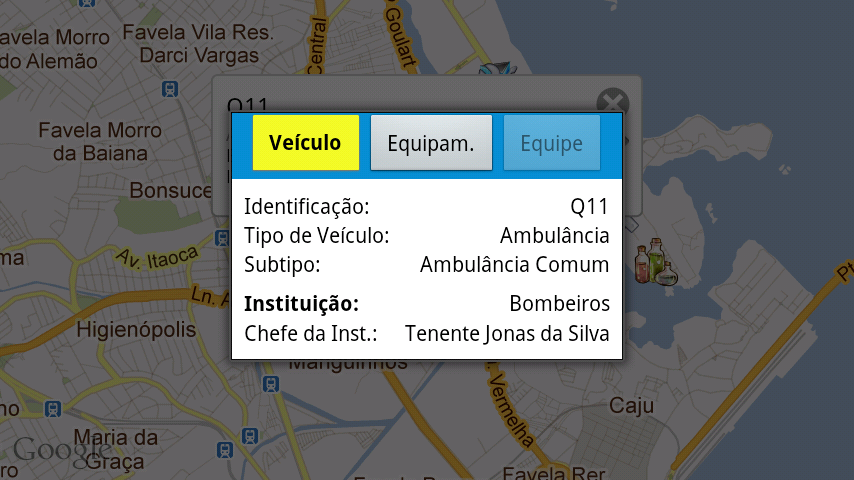 Favela Morro
do Alemão
Favela Vila Res.
Darci Vargas
Central
Goulart
Q11
Favela Morro
da Baiana
Bonsuce
Av. Itaoca
Ln. A
Higienópolis
Veículo
Equipam.
Equipe
Identificação: Q11
Tipo de Veículo: Ambulância
Subtipo: Ambulância Comum
Instituição: Bombeiros
Chefe da Inst.: Tenente Jonas da Silva
Manguinhos
Vermelha
Caju
Maria da
Graça
Google
Favela Rer